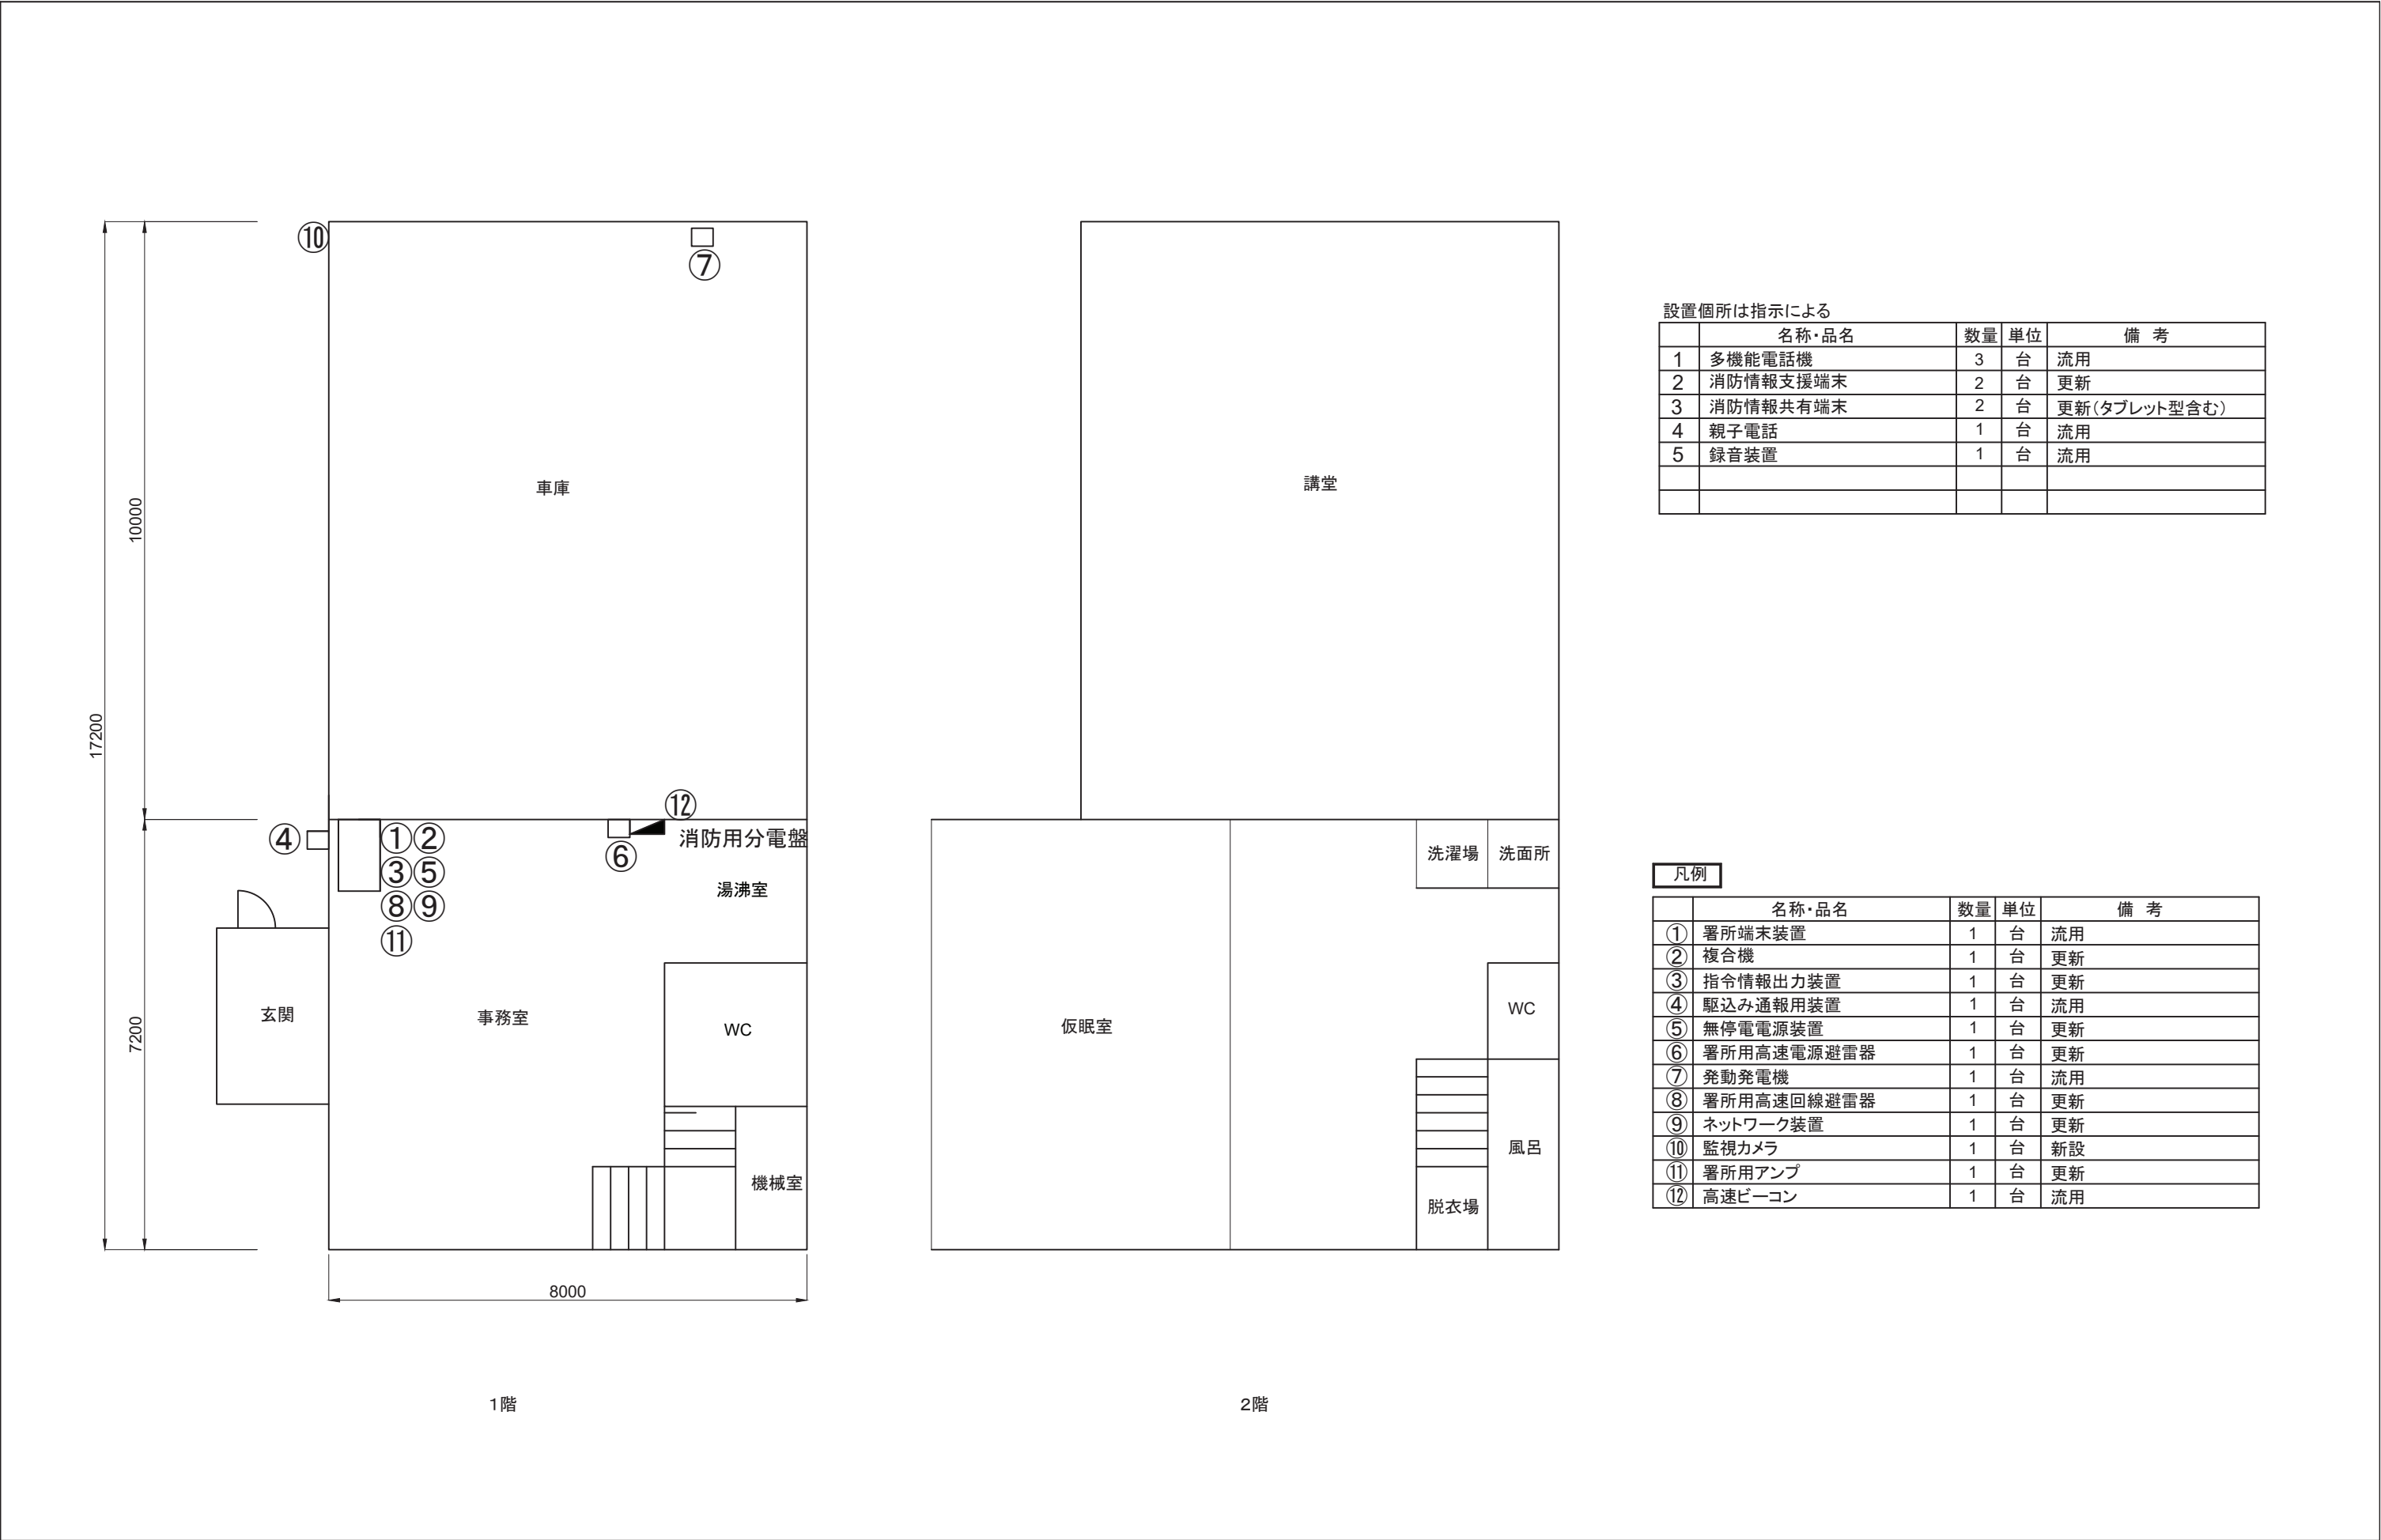 ⑩
⑦
車庫
10000
17200
⑫
④
①②
③⑤
⑧⑨
⑪
⑥
消防用分電盤
湯沸室
玄関
事務室
WC
7200
機械室
8000
1階
講堂
洗濯場 洗面所
仮眠室
WC
風呂
脱衣場
2階
設置個所は指示による
名称・品名 数量 単位 備 考
1 多機能電話機 3 台 流用
2 消防情報支援端末 2 台 更新
3 消防情報共有端末 2 台 更新(タブレット型含む)
4 親子電話 1 台 流用
5 録音装置 1 台 流用
凡例
名称・品名 数量 単位 備 考
① 署所端末装置 1 台 流用
② 複合機 1 台 更新
③ 指令情報出力装置 1 台 更新
④ 駆込み通報用装置 1 台 流用
⑤ 無停電電源装置 1 台 更新
⑥ 署所用高速電源避雷器 1 台 更新
⑦ 発動発電機 1 台 流用
⑧ 署所用高速回線避雷器 1 台 更新
⑨ ネットワーク装置 1 台 更新
⑩ 監視カメラ 1 台 新設
⑪ 署所用アンプ 1 台 更新
⑫ 高速ビーコン 1 台 流用